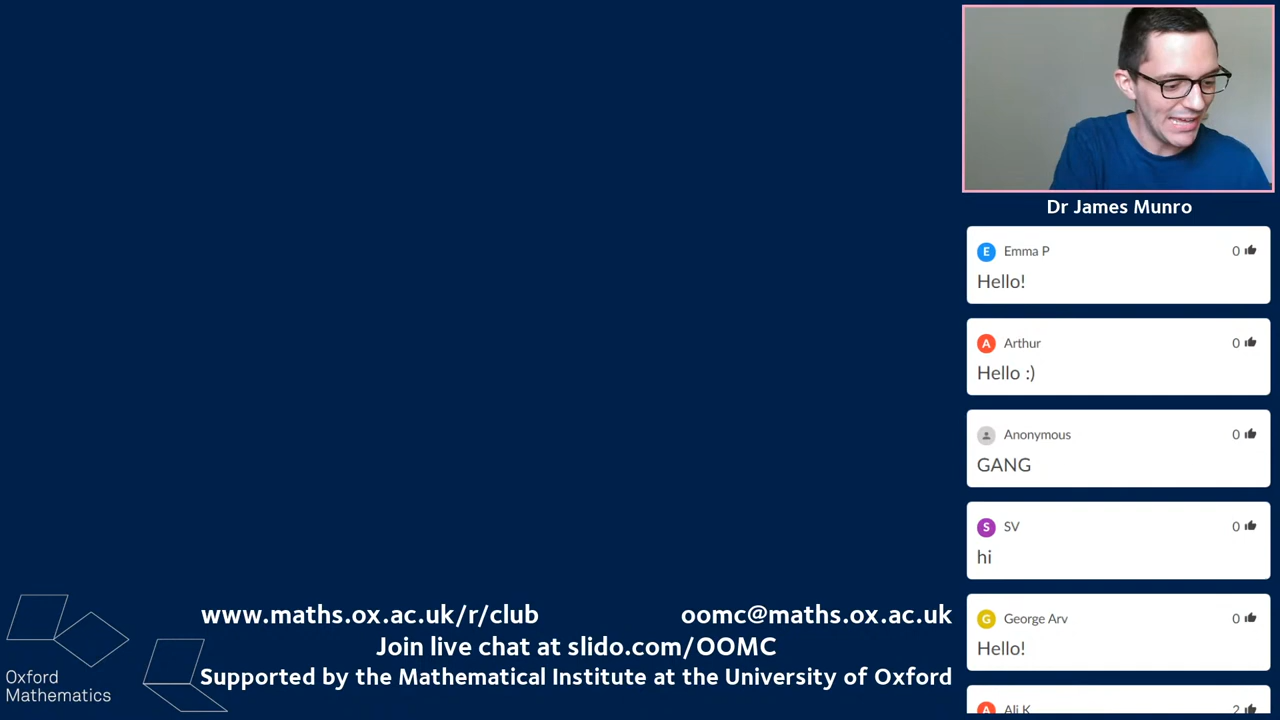 Dr James Munro
E Emma P 0
Hello!
A Arthur 0
Hello :)
Anonymous 0
GANG
S SV 0
hi
G George Arv 0
Hello!
A Ali K 2
www.maths.ox.ac.uk/r/club oomc@maths.ox.ac.uk
Join live chat at slido.com/OOMC
Supported by the Mathematical Institute at the University of Oxford
Oxford
Mathematics